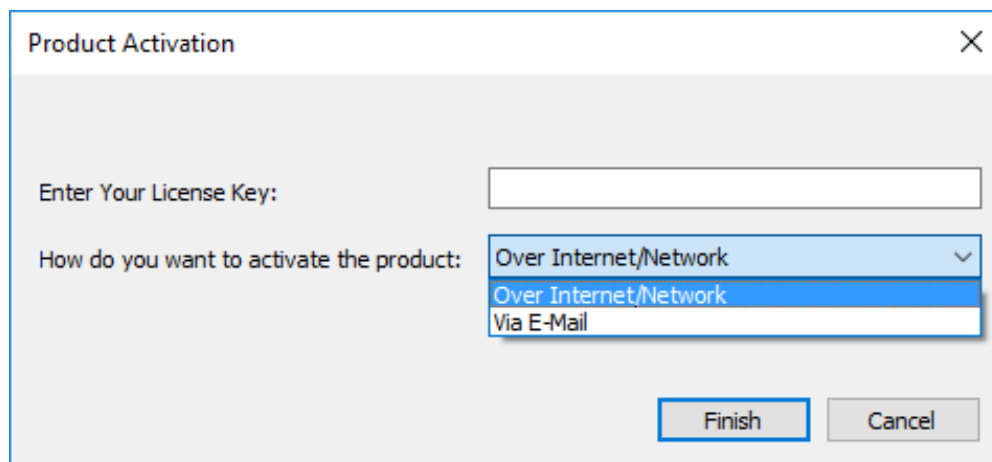 Product Activation
Enter Your License Key:
How do you want to activate the product: Over Internet/Network
Over Internet/Network
Via E-Mail
Finish Cancel